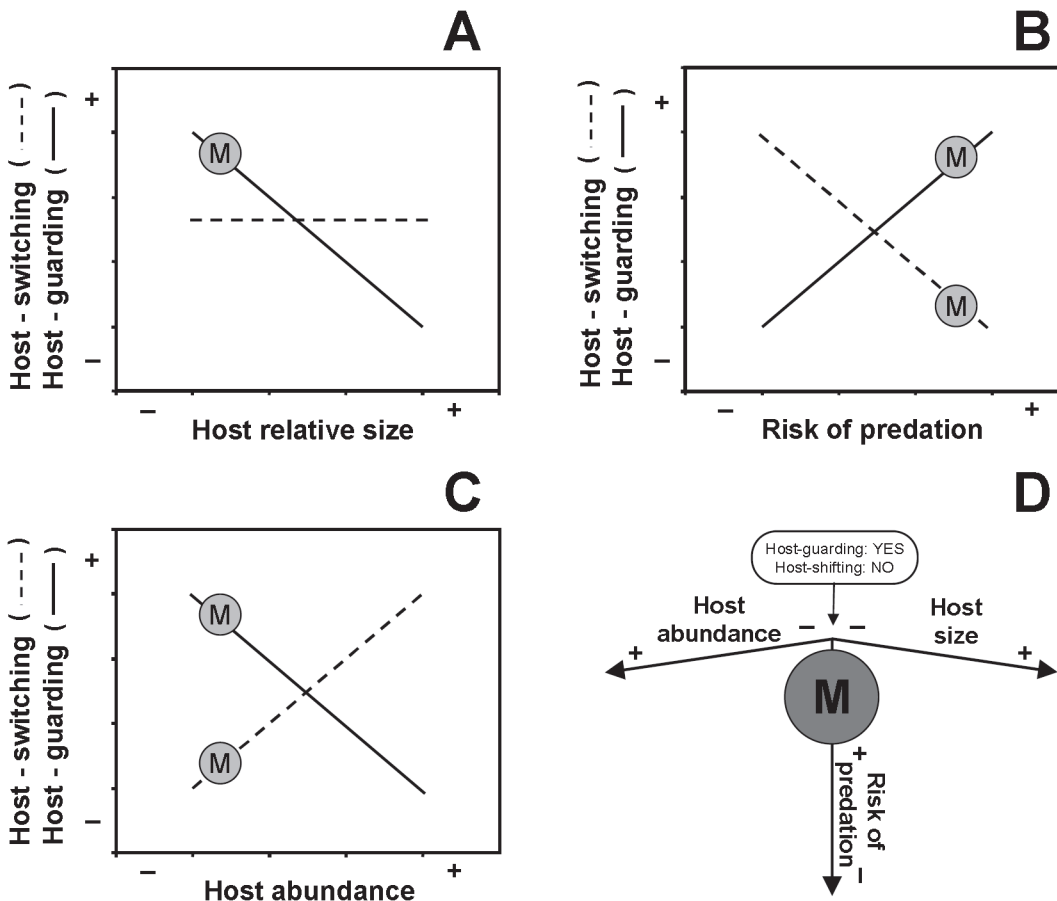 A
Host - switching ( - - - )
Host - guarding ( — )
+
–
M
–
+
Host relative size
B
Host - switching ( - - - )
Host - guarding ( — )
+
–
M
M
–
+
Risk of predation
C
Host - switching ( - - - )
Host - guarding ( — )
+
–
M
M
–
+
Host abundance
D
Host-guarding: YES
Host-shifting: NO
Host
abundance
Host
size
– –
+
+
M
+
Risk of
predation
–